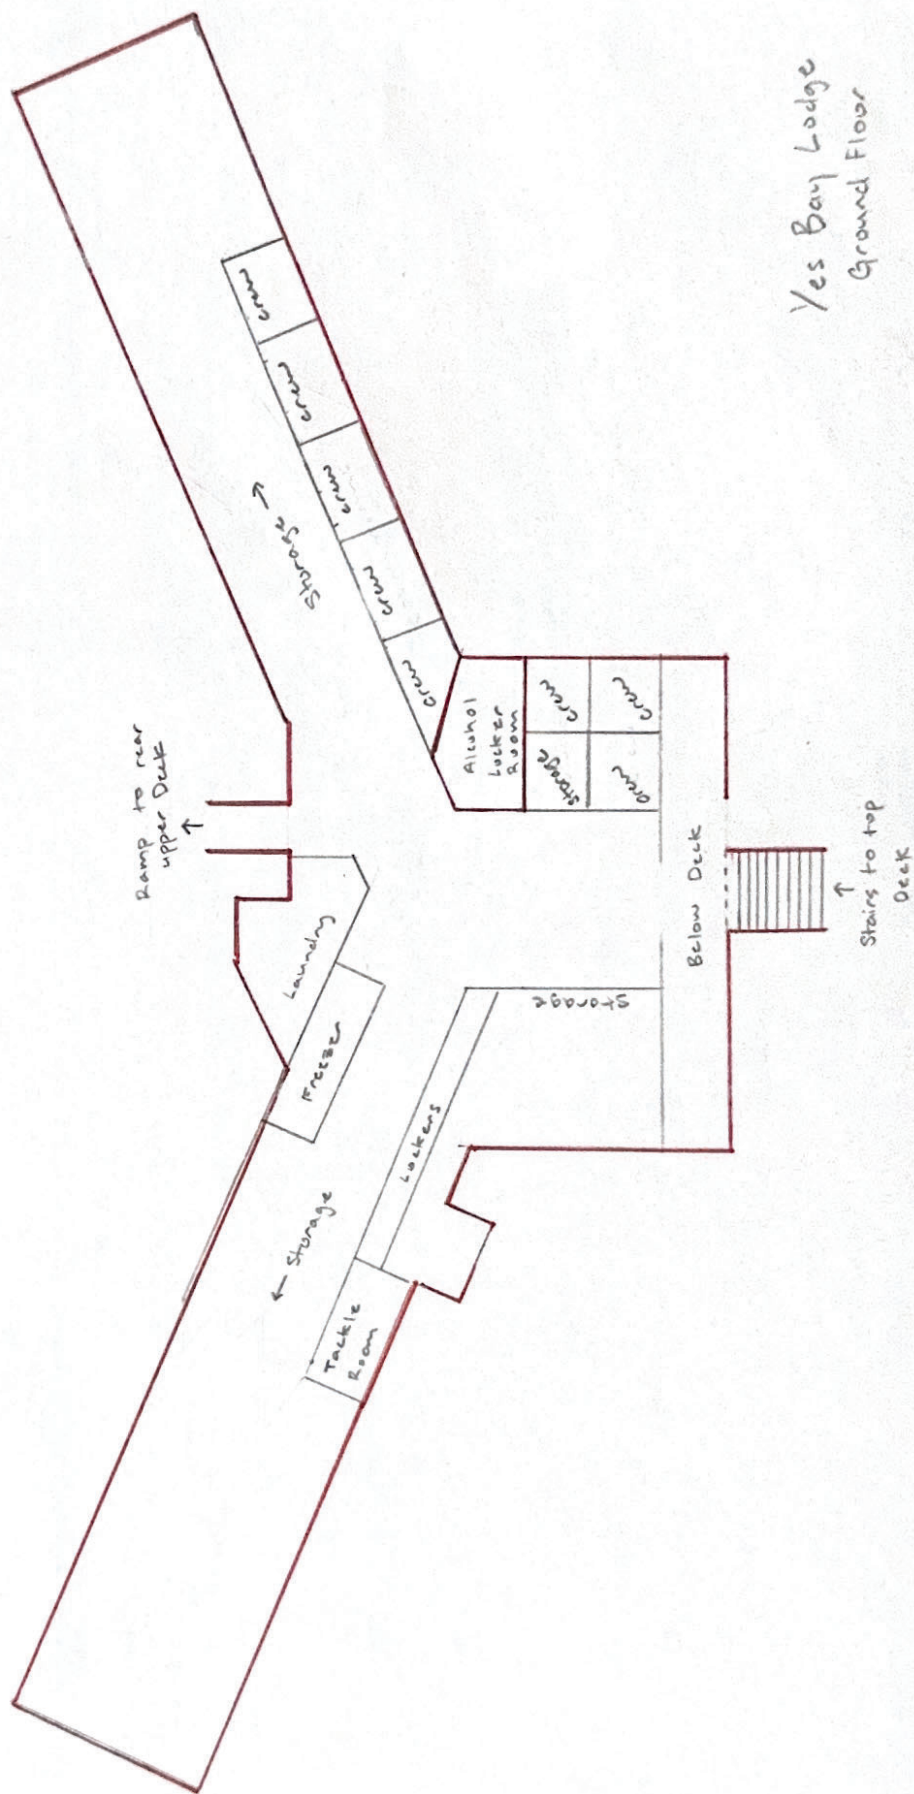 Yes Bay Lodge
Ground Floor
Ramp to rear
upper Deck
Storage →
crew
crew
crew
crew
crew
Alcohol
Locker
Room
Storage
crew
crew
crew
Laundry
Freezer
← Storage
Lockers
Tackle
Room
Storage
Below Deck
Stairs to top
Deck